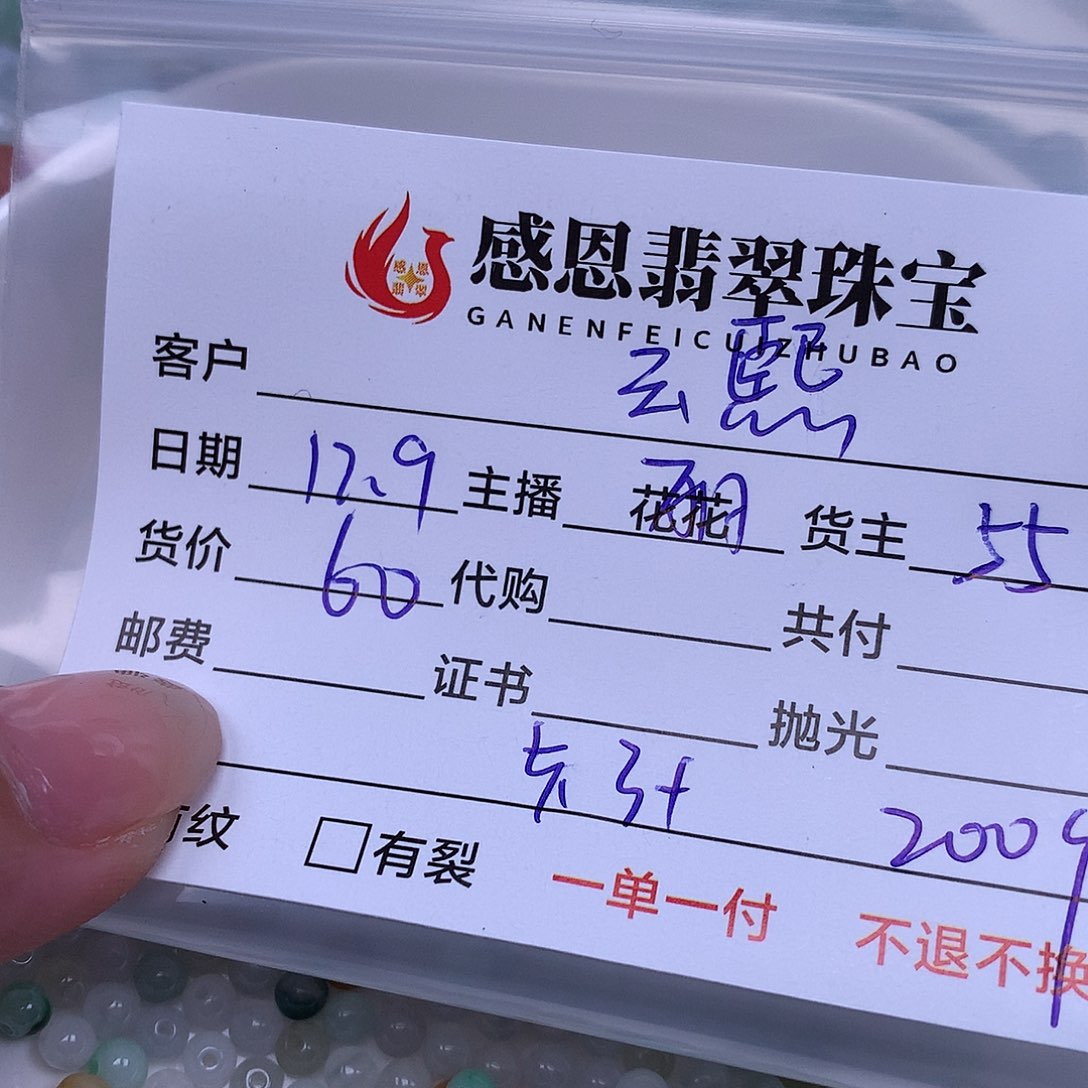 感恩翡翠珠宝
GANENFEICUIZHUBAO
客户 云熙
日期 12.9 主播 花花 货主 55
货价 60 代购 共付
邮费 证书 抛光
2009
纹 有裂 一单一付 不退不换